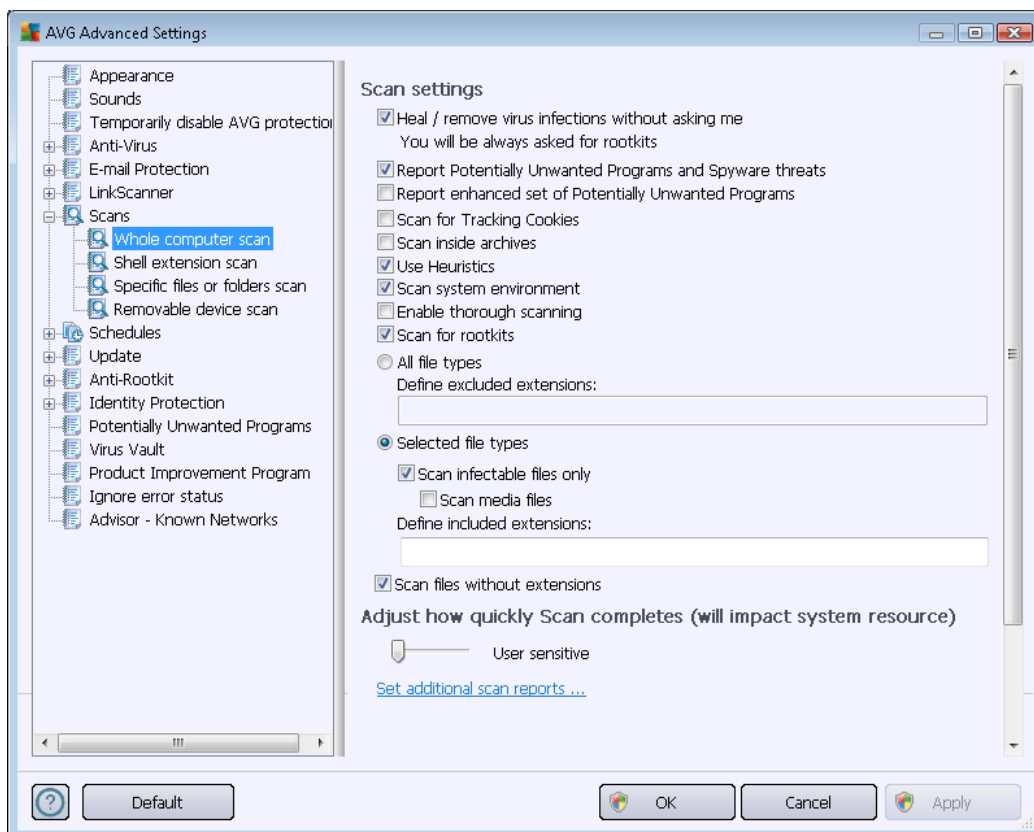 AVG Advanced Settings
Appearance
Sounds
Temporarily disable AVG protection
Anti-Virus
E-mail Protection
LinkScanner
Scans
Whole computer scan
Shell extension scan
Specific files or folders scan
Removable device scan
Schedules
Update
Anti-Rootkit
Identity Protection
Potentially Unwanted Programs
Virus Vault
Product Improvement Program
Ignore error status
Advisor - Known Networks
Scan settings
Heal / remove virus infections without asking me
You will be always asked for rootkits
Report Potentially Unwanted Programs and Spyware threats
Report enhanced set of Potentially Unwanted Programs
Scan for Tracking Cookies
Scan inside archives
Use Heuristics
Scan system environment
Enable thorough scanning
Scan for rootkits
All file types
Define excluded extensions:
Selected file types
Scan infectable files only
Scan media files
Define included extensions:
Scan files without extensions
Adjust how quickly Scan completes (will impact system resource)
User sensitive
Set additional scan reports ...
Default
OK
Cancel
Apply